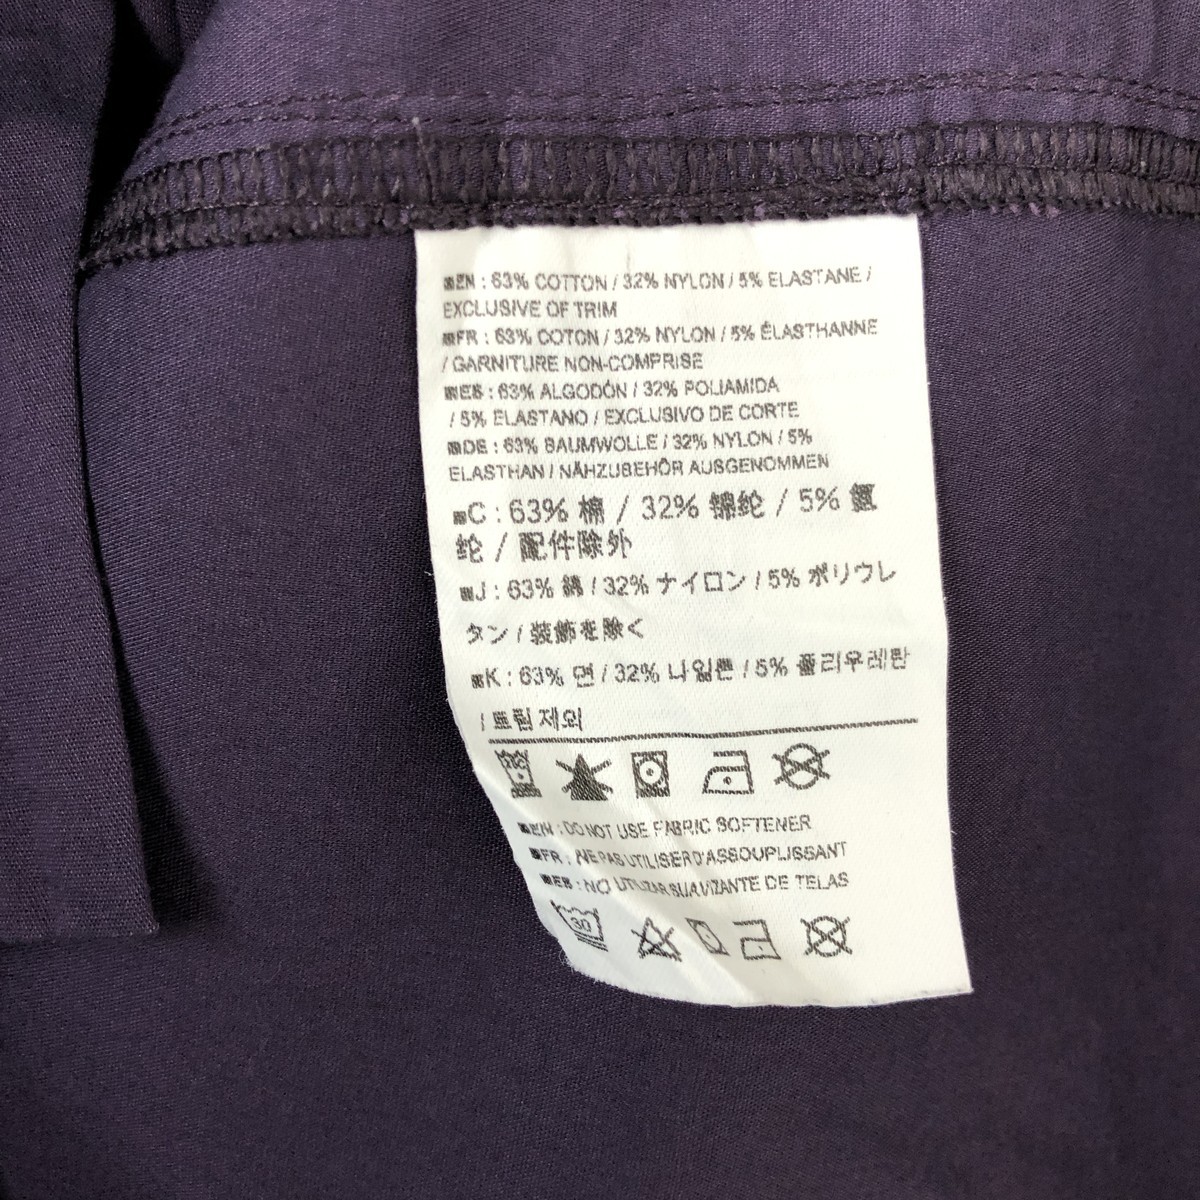 EN : 63% COTTON / 32% NYLON / 5% ELASTANE /
EXCLUSIVE OF TRIM
FR : 63% COTON / 32% NYLON / 5% ÉLASTHANNE
/ GARNITURE NON-COMPRISE
ES : 63% ALGODÓN / 32% POLIAMIDA
/ 5% ELASTANO / EXCLUSIVO DE CORTE
DE : 63% BAUMWOLLE / 32% NYLON / 5%
ELASTHAN / NÄHZUBEHÖR AUSGENOMMEN
C : 63% 棉 / 32% 锦纶 / 5% 氨
纶 / 配件除外
J : 63% 綿 / 32% ナイロン / 5% ポリウレ
タン / 装飾を除く
K : 63% 면 / 32% 나일론 / 5% 폴리우레탄
/ 트림 제외
EN : DO NOT USE FABRIC SOFTENER
FR : NE PAS UTILISER D'ASSOUPLISSANT
ES : NO UTILIZAR SUAVIZANTE DE TELAS
30